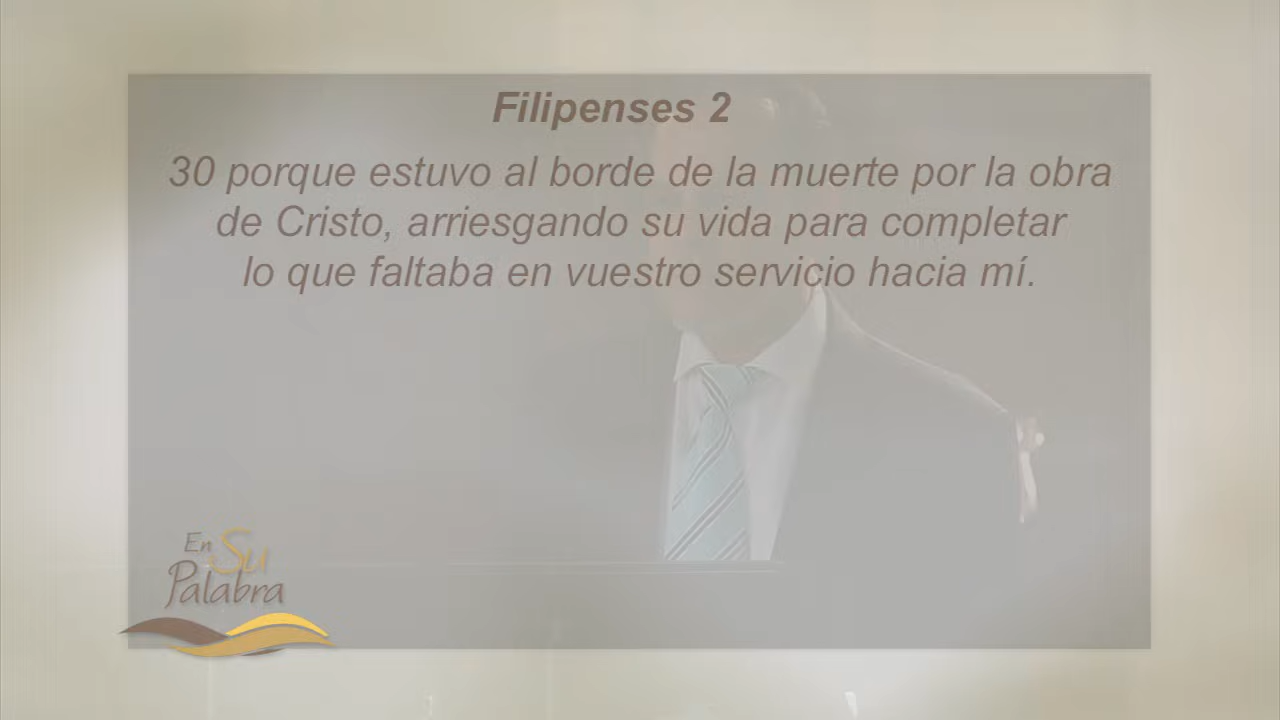 Filipenses 2
30 porque estuvo al borde de la muerte por la obra
de Cristo, arriesgando su vida para completar
lo que faltaba en vuestro servicio hacia mí.
En Su
Palabra